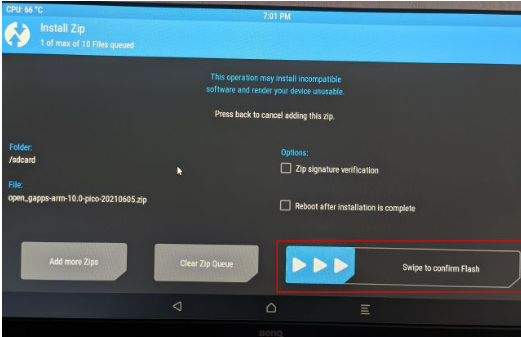 CPU: 66 °C
7:01 PM
Install Zip
1 of max of 10 Files queued
This operation may install incompatible
software and render your device unusable.
Press back to cancel adding this zip.
Folder:
/sdcard
File:
open_gapps-arm-10.0-pico-20210605.zip
Options:
Zip signature verification
Reboot after installation is complete
Add more Zips
Clear Zip Queue
Swipe to confirm Flash
BenQ